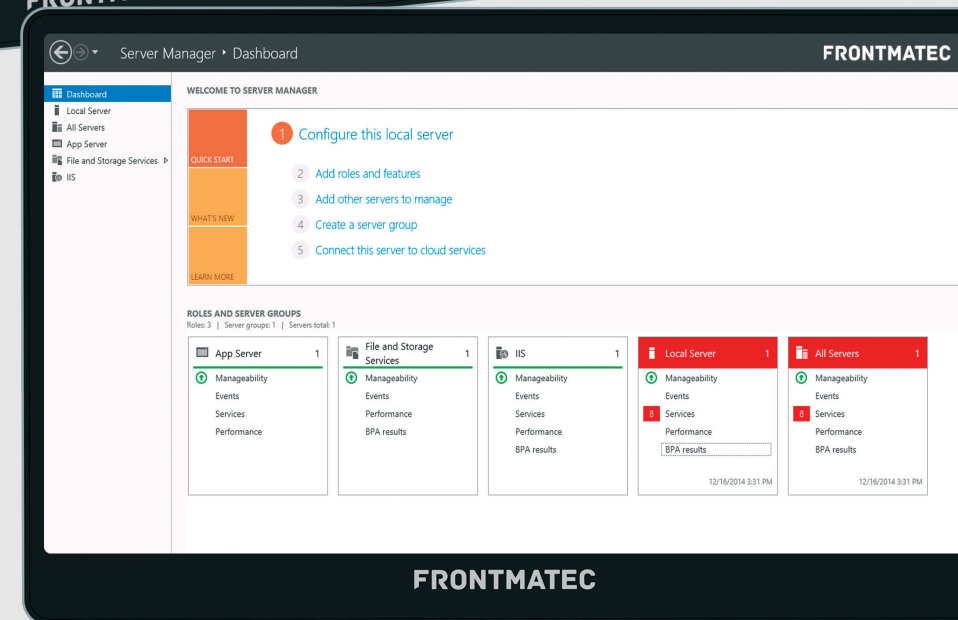 Server Manager • Dashboard
FRONTMATEC
Dashboard
Local Server
All Servers
App Server
File and Storage Services
IIS
WELCOME TO SERVER MANAGER
QUICK START
WHAT'S NEW
LEARN MORE
1 Configure this local server
2 Add roles and features
3 Add other servers to manage
4 Create a server group
5 Connect this server to cloud services
ROLES AND SERVER GROUPS
Roles: 3 | Server groups: 1 | Servers total: 1
App Server 1
Manageability
Events
Services
Performance
File and Storage
Services 1
Manageability
Events
Performance
BPA results
IIS 1
Manageability
Events
Services
Performance
BPA results
Local Server 1
Manageability
Events
8 Services
Performance
BPA results
12/16/2014 3:31 PM
All Servers 1
Manageability
Events
8 Services
Performance
BPA results
12/16/2014 3:31 PM
FRONTMATEC